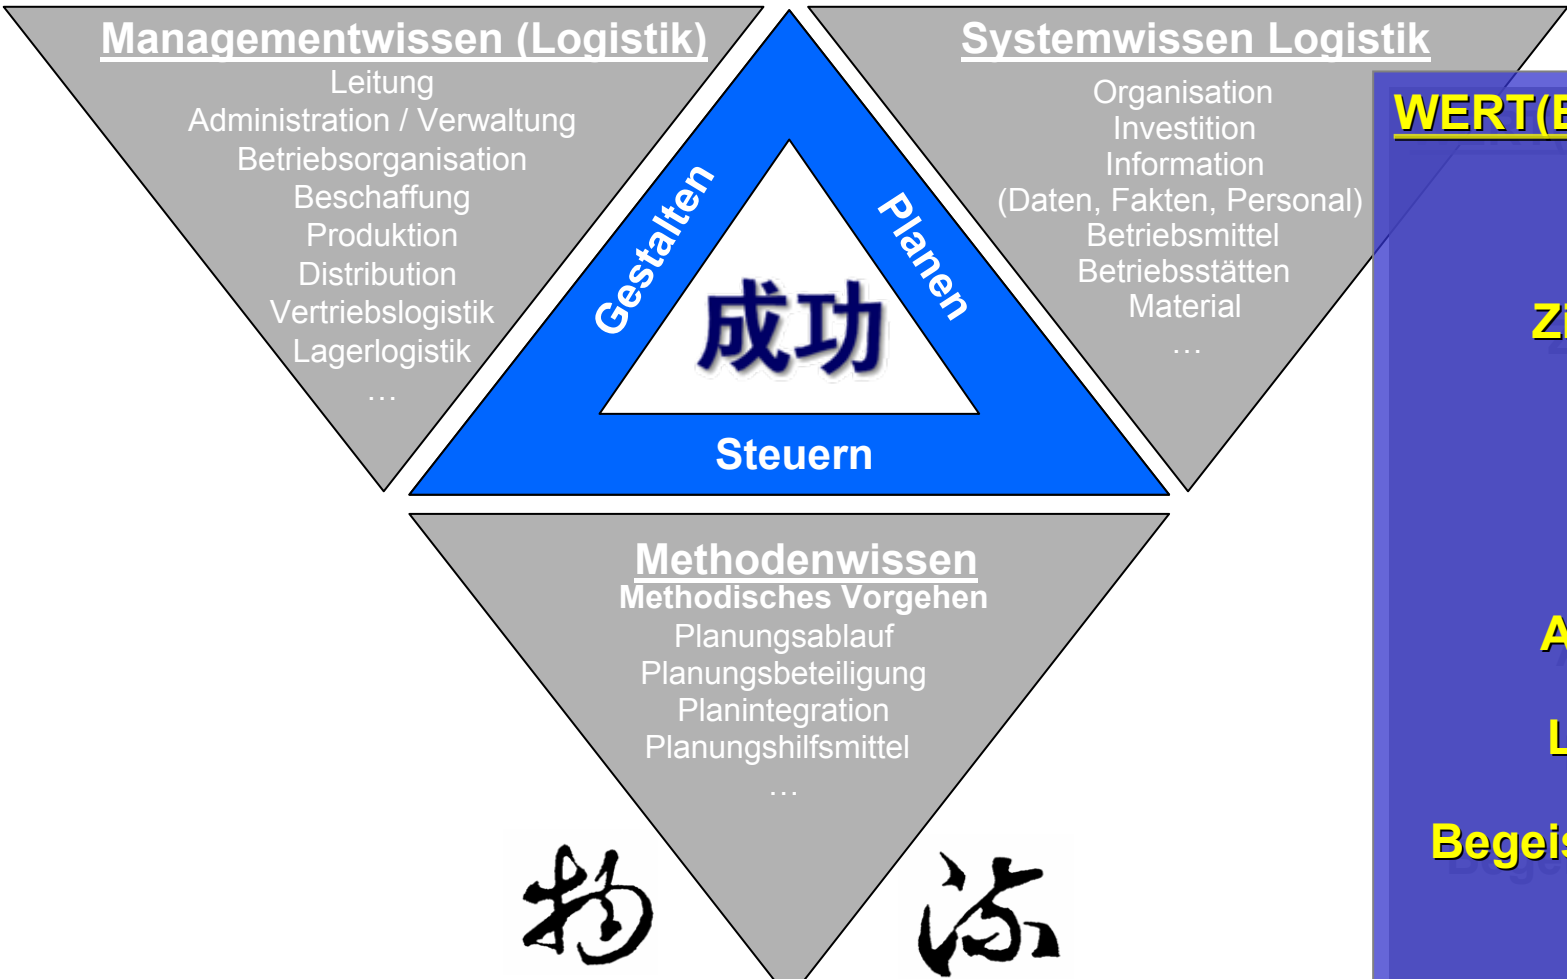 Managementwissen (Logistik)
Leitung
Administration / Verwaltung
Betriebsorganisation
Beschaffung
Produktion
Distribution
Vertriebslogistik
Lagerlogistik
…
Systemwissen Logistik
Organisation
Investition
Information
(Daten, Fakten, Personal)
Betriebsmittel
Betriebsstätten
Material
…
Gestalten
Planen
成功
Steuern
Methodenwissen
Methodisches Vorgehen
Planungsablauf
Planungsbeteiligung
Planintegration
Planungshilfsmittel
…
物 流